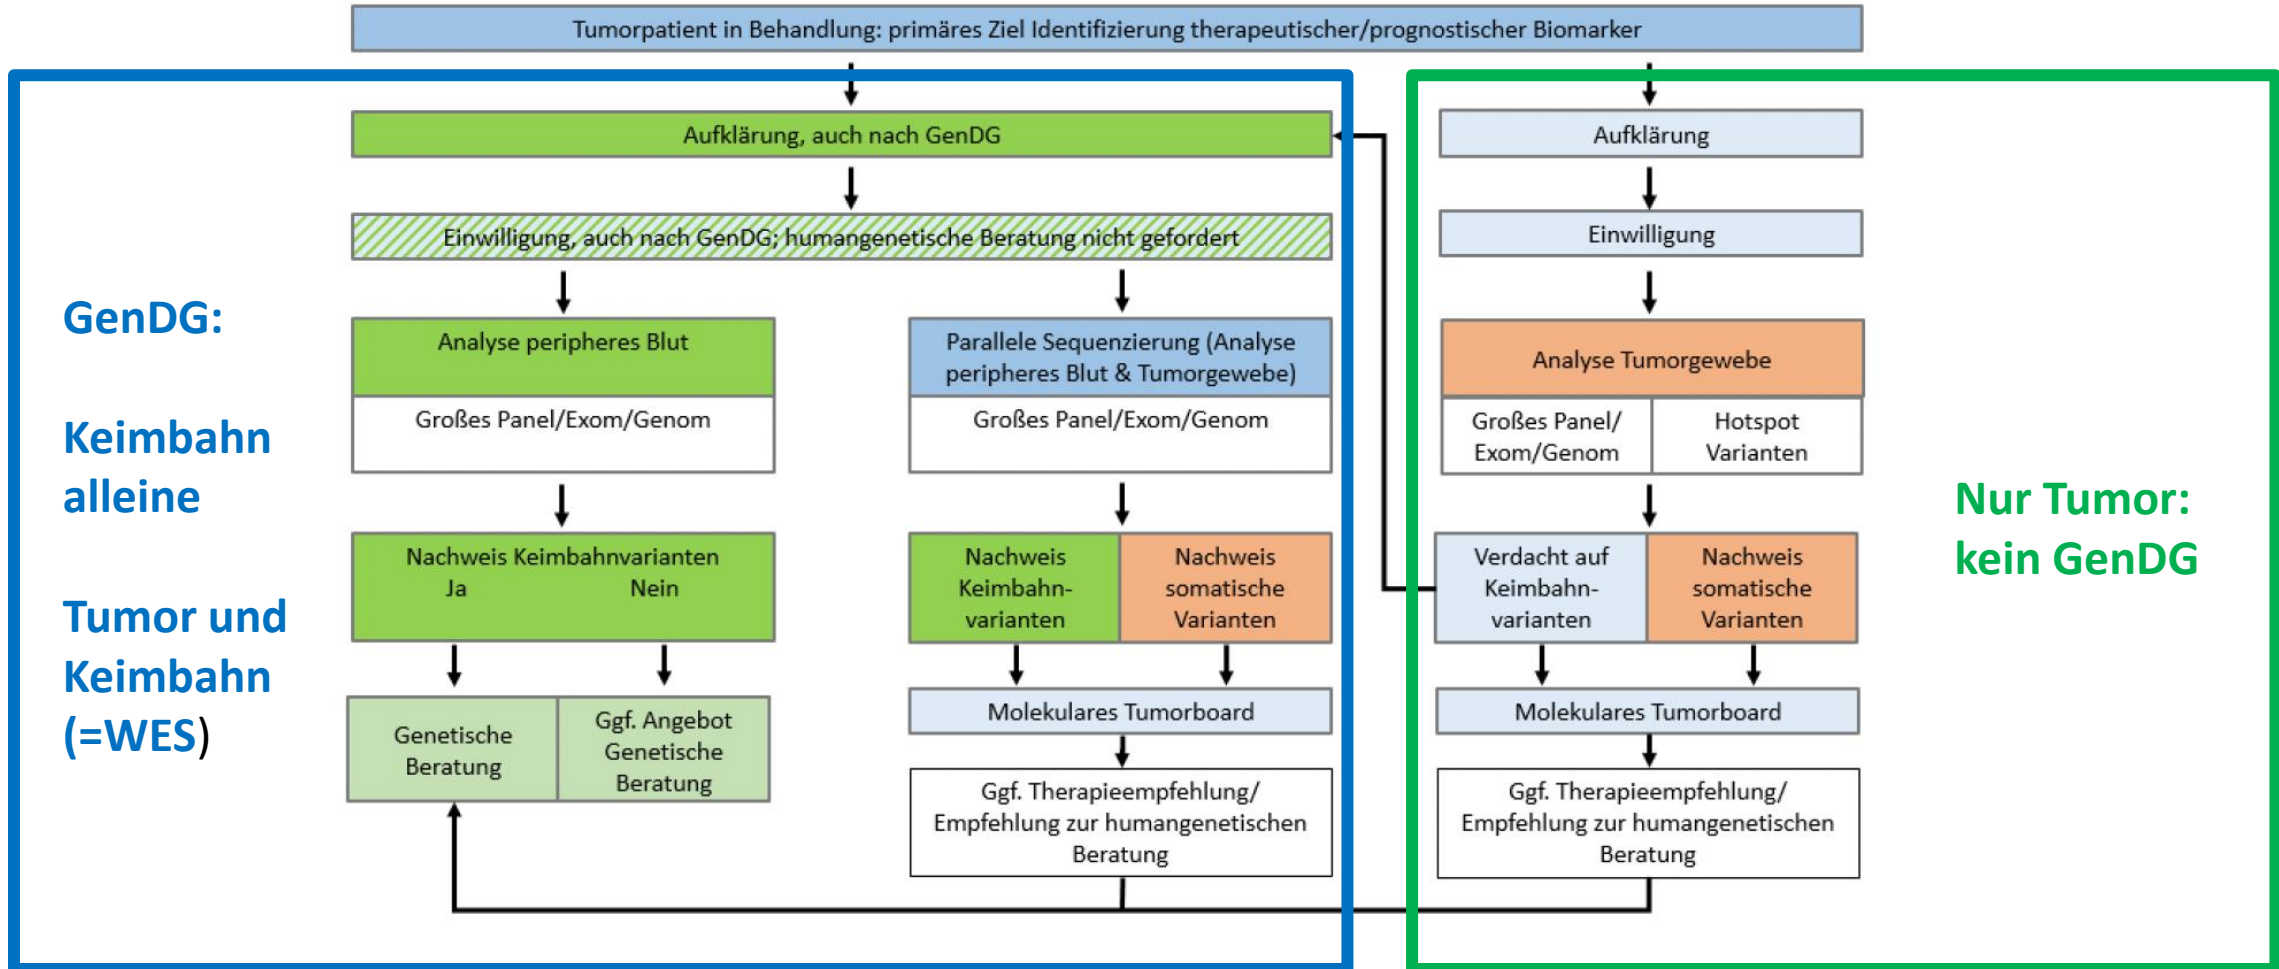 Tumorpatient in Behandlung: primäres Ziel Identifizierung therapeutischer/prognostischer Biomarker
GenDG:
Keimbahn
alleine
Tumor und
Keimbahn
(=WES)
Aufklärung, auch nach GenDG
Einwilligung, auch nach GenDG; humangenetische Beratung nicht gefordert
Analyse peripheres Blut
Großes Panel/Exom/Genom
Nachweis Keimbahnvarianten
Ja
Nein
Genetische
Beratung
Ggf. Angebot
Genetische
Beratung
Parallele Sequenzierung (Analyse
peripheres Blut & Tumorgewebe)
Großes Panel/Exom/Genom
Nachweis
Keimbahn-
varianten
Nachweis
somatische
Varianten
Molekulares Tumorboard
Ggf. Therapieempfehlung/
Empfehlung zur humangenetischen
Beratung
Aufklärung
Einwilligung
Analyse Tumorgewebe
Großes Panel/
Exom/Genom
Hotspot
Varianten
Verdacht auf
Keimbahn-
varianten
Nachweis
somatische
Varianten
Molekulares Tumorboard
Ggf. Therapieempfehlung/
Empfehlung zur humangenetischen
Beratung
Nur Tumor:
kein GenDG